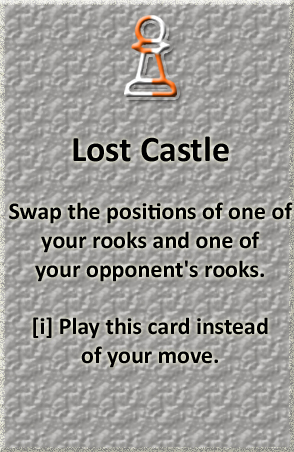 Lost Castle
Swap the positions of one of
your rooks and one of
your opponent's rooks.
[i] Play this card instead
of your move.